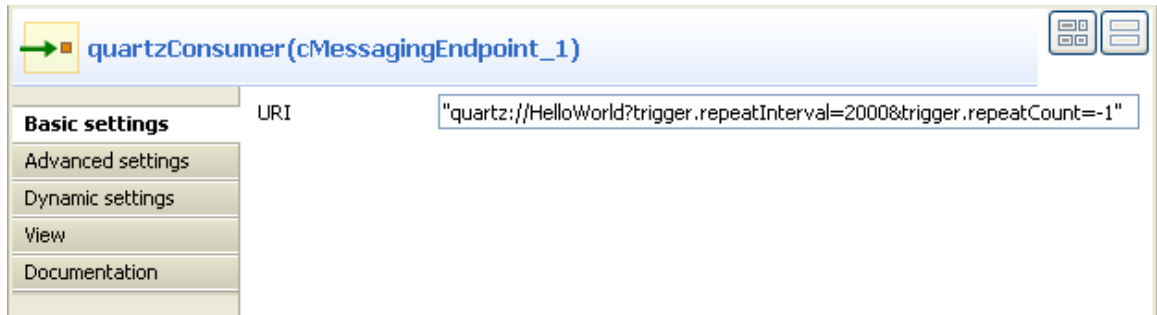 quartzConsumer(cMessagingEndpoint_1)
Basic settings
URI
"quartz://HelloWorld?trigger.repeatInterval=2000&trigger.repeatCount=-1"
Advanced settings
Dynamic settings
View
Documentation